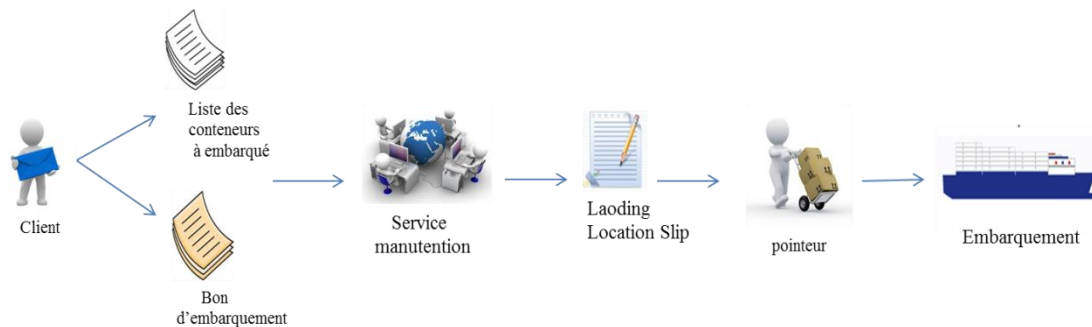 Client
Liste des
conteneurs
à embarqué
Bon
d’embarquement
Service
manutention
Laoding
Location Slip
pointeur
Embarquement